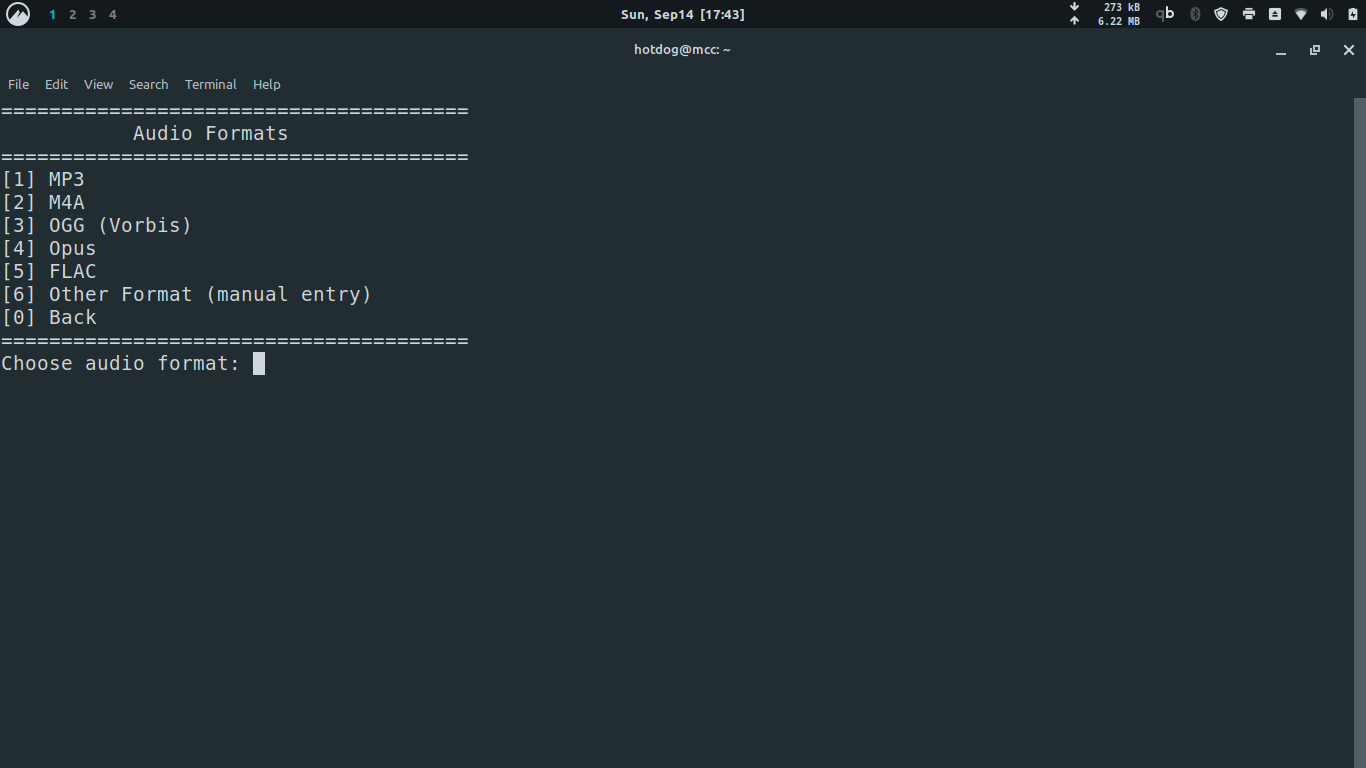 1 2 3 4
Sun, Sep14 [17:43]
273 kB
6.22 MB
qb
hotdog@mcc: ~
File Edit View Search Terminal Help
=======================================
Audio Formats
=======================================
[1] MP3
[2] M4A
[3] OGG (Vorbis)
[4] Opus
[5] FLAC
[6] Other Format (manual entry)
[0] Back
=======================================
Choose audio format: